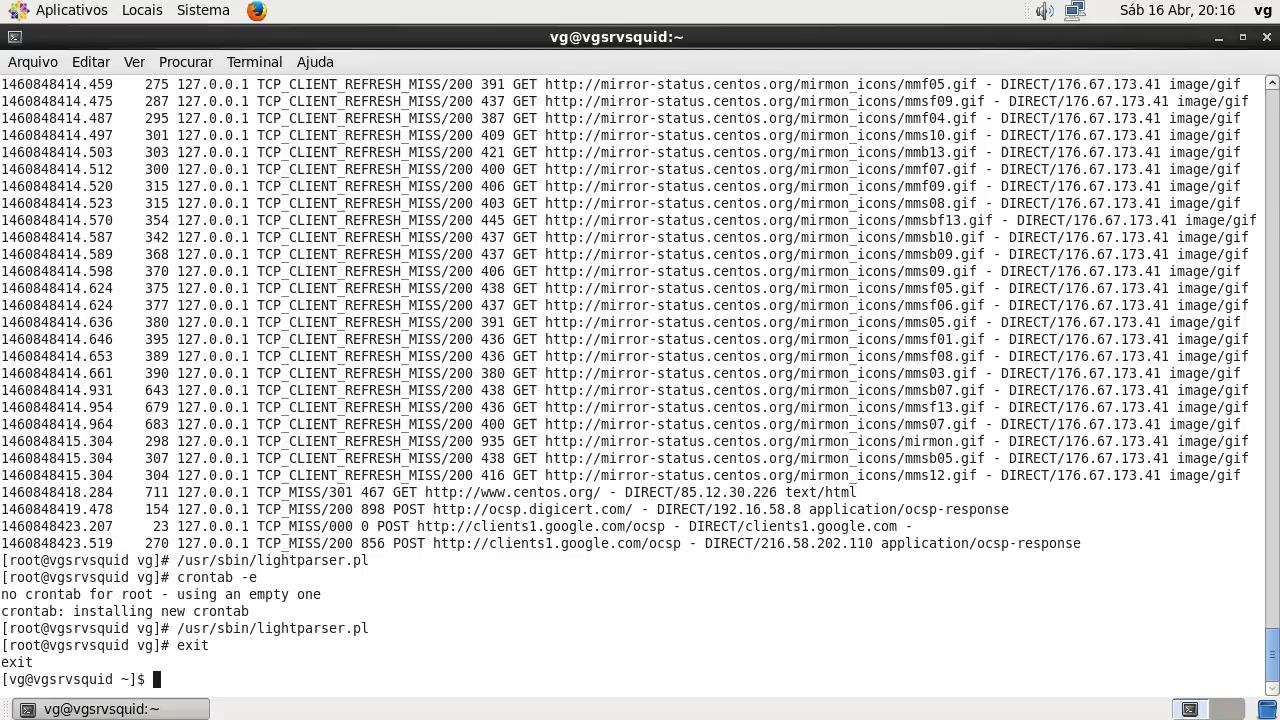 Aplicativos Locais Sistema Sáb 16 Abr, 20:16 vg
vg@vgsrvsquid:~
Arquivo Editar Ver Procurar Terminal Ajuda
1460848414.459    275 127.0.0.1 TCP_CLIENT_REFRESH_MISS/200 391 GET http://mirror-status.centos.org/mirmon_icons/mmf05.gif - DIRECT/176.67.173.41 image/gif
1460848414.475    287 127.0.0.1 TCP_CLIENT_REFRESH_MISS/200 437 GET http://mirror-status.centos.org/mirmon_icons/mmsf09.gif - DIRECT/176.67.173.41 image/gif
1460848414.487    295 127.0.0.1 TCP_CLIENT_REFRESH_MISS/200 387 GET http://mirror-status.centos.org/mirmon_icons/mmf04.gif - DIRECT/176.67.173.41 image/gif
1460848414.497    301 127.0.0.1 TCP_CLIENT_REFRESH_MISS/200 409 GET http://mirror-status.centos.org/mirmon_icons/mms10.gif - DIRECT/176.67.173.41 image/gif
1460848414.503    303 127.0.0.1 TCP_CLIENT_REFRESH_MISS/200 421 GET http://mirror-status.centos.org/mirmon_icons/mmb13.gif - DIRECT/176.67.173.41 image/gif
1460848414.512    300 127.0.0.1 TCP_CLIENT_REFRESH_MISS/200 400 GET http://mirror-status.centos.org/mirmon_icons/mmf07.gif - DIRECT/176.67.173.41 image/gif
1460848414.520    315 127.0.0.1 TCP_CLIENT_REFRESH_MISS/200 406 GET http://mirror-status.centos.org/mirmon_icons/mmf09.gif - DIRECT/176.67.173.41 image/gif
1460848414.523    315 127.0.0.1 TCP_CLIENT_REFRESH_MISS/200 403 GET http://mirror-status.centos.org/mirmon_icons/mms08.gif - DIRECT/176.67.173.41 image/gif
1460848414.570    354 127.0.0.1 TCP_CLIENT_REFRESH_MISS/200 445 GET http://mirror-status.centos.org/mirmon_icons/mmsbf13.gif - DIRECT/176.67.173.41 image/gif
1460848414.587    342 127.0.0.1 TCP_CLIENT_REFRESH_MISS/200 437 GET http://mirror-status.centos.org/mirmon_icons/mmsb10.gif - DIRECT/176.67.173.41 image/gif
1460848414.589    368 127.0.0.1 TCP_CLIENT_REFRESH_MISS/200 437 GET http://mirror-status.centos.org/mirmon_icons/mmsb09.gif - DIRECT/176.67.173.41 image/gif
1460848414.598    370 127.0.0.1 TCP_CLIENT_REFRESH_MISS/200 406 GET http://mirror-status.centos.org/mirmon_icons/mms09.gif - DIRECT/176.67.173.41 image/gif
1460848414.624    375 127.0.0.1 TCP_CLIENT_REFRESH_MISS/200 438 GET http://mirror-status.centos.org/mirmon_icons/mmsf05.gif - DIRECT/176.67.173.41 image/gif
1460848414.624    377 127.0.0.1 TCP_CLIENT_REFRESH_MISS/200 437 GET http://mirror-status.centos.org/mirmon_icons/mmsf06.gif - DIRECT/176.67.173.41 image/gif
1460848414.636    380 127.0.0.1 TCP_CLIENT_REFRESH_MISS/200 391 GET http://mirror-status.centos.org/mirmon_icons/mms05.gif - DIRECT/176.67.173.41 image/gif
1460848414.646    395 127.0.0.1 TCP_CLIENT_REFRESH_MISS/200 436 GET http://mirror-status.centos.org/mirmon_icons/mmsf01.gif - DIRECT/176.67.173.41 image/gif
1460848414.653    389 127.0.0.1 TCP_CLIENT_REFRESH_MISS/200 436 GET http://mirror-status.centos.org/mirmon_icons/mmsf08.gif - DIRECT/176.67.173.41 image/gif
1460848414.661    390 127.0.0.1 TCP_CLIENT_REFRESH_MISS/200 380 GET http://mirror-status.centos.org/mirmon_icons/mms03.gif - DIRECT/176.67.173.41 image/gif
1460848414.931    643 127.0.0.1 TCP_CLIENT_REFRESH_MISS/200 438 GET http://mirror-status.centos.org/mirmon_icons/mmsb07.gif - DIRECT/176.67.173.41 image/gif
1460848414.954    679 127.0.0.1 TCP_CLIENT_REFRESH_MISS/200 436 GET http://mirror-status.centos.org/mirmon_icons/mmsf13.gif - DIRECT/176.67.173.41 image/gif
1460848414.964    683 127.0.0.1 TCP_CLIENT_REFRESH_MISS/200 400 GET http://mirror-status.centos.org/mirmon_icons/mms07.gif - DIRECT/176.67.173.41 image/gif
1460848415.304    298 127.0.0.1 TCP_CLIENT_REFRESH_MISS/200 935 GET http://mirror-status.centos.org/mirmon_icons/mirmon.gif - DIRECT/176.67.173.41 image/gif
1460848415.304    307 127.0.0.1 TCP_CLIENT_REFRESH_MISS/200 438 GET http://mirror-status.centos.org/mirmon_icons/mmsb05.gif - DIRECT/176.67.173.41 image/gif
1460848415.304    304 127.0.0.1 TCP_CLIENT_REFRESH_MISS/200 416 GET http://mirror-status.centos.org/mirmon_icons/mms12.gif - DIRECT/176.67.173.41 image/gif
1460848418.284    711 127.0.0.1 TCP_MISS/301 467 GET http://www.centos.org/ - DIRECT/85.12.30.226 text/html
1460848419.478    154 127.0.0.1 TCP_MISS/200 898 POST http://ocsp.digicert.com/ - DIRECT/192.16.58.8 application/ocsp-response
1460848423.207     23 127.0.0.1 TCP_MISS/000 0 POST http://clients1.google.com/ocsp - DIRECT/clients1.google.com -
1460848423.519    270 127.0.0.1 TCP_MISS/200 856 POST http://clients1.google.com/ocsp - DIRECT/216.58.202.110 application/ocsp-response
[root@vgsrvsquid vg]# /usr/sbin/lightparser.pl
[root@vgsrvsquid vg]# crontab -e
no crontab for root - using an empty one
crontab: installing new crontab
[root@vgsrvsquid vg]# /usr/sbin/lightparser.pl
[root@vgsrvsquid vg]# exit
exit
[vg@vgsrvsquid ~]$
vg@vgsrvsquid:~